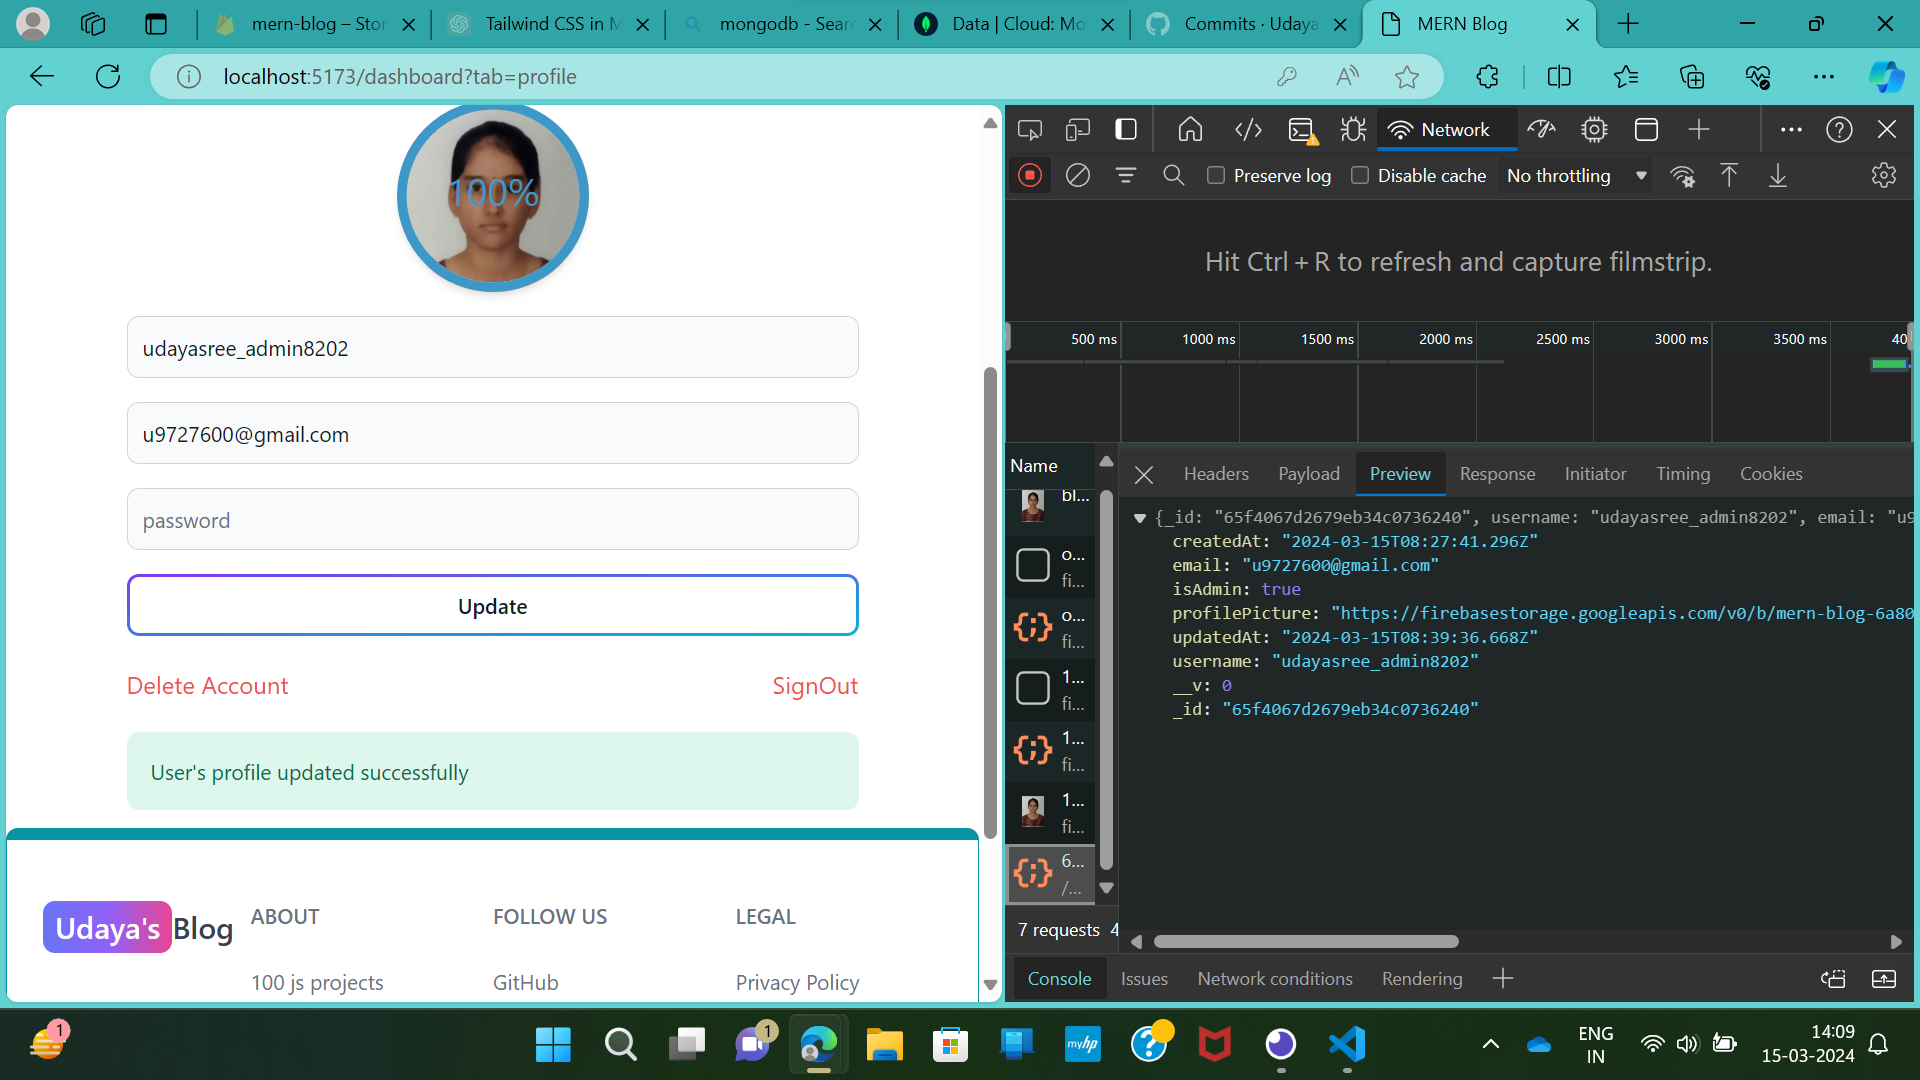 mern-blog – Stor
Tailwind CSS in M
mongodb - Searc
Data | Cloud: Mo
Commits · Udaya
MERN Blog
localhost:5173/dashboard?tab=profile
100%
udayasree_admin8202
u9727600@gmail.com
password
Update
Delete Account
SignOut
User's profile updated successfully
Udaya's Blog
ABOUT
FOLLOW US
LEGAL
100 js projects
GitHub
Privacy Policy
Network
Preserve log
Disable cache
No throttling
Hit Ctrl + R to refresh and capture filmstrip.
500 ms
1000 ms
1500 ms
2000 ms
2500 ms
3000 ms
3500 ms
40
Name
bl...
o...
fi...
o...
fi...
1...
fi...
1...
fi...
1...
fi...
6...
/...
7 requests 4
Headers
Payload
Preview
Response
Initiator
Timing
Cookies
{_id: "65f4067d2679eb34c0736240", username: "udayasree_admin8202", email: "u9
createdAt: "2024-03-15T08:27:41.296Z"
email: "u9727600@gmail.com"
isAdmin: true
profilePicture: "https://firebasestorage.googleapis.com/v0/b/mern-blog-6a80
updatedAt: "2024-03-15T08:39:36.668Z"
username: "udayasree_admin8202"
__v: 0
_id: "65f4067d2679eb34c0736240"
Console
Issues
Network conditions
Rendering
1
1
myhp
ENG
IN
14:09
15-03-2024